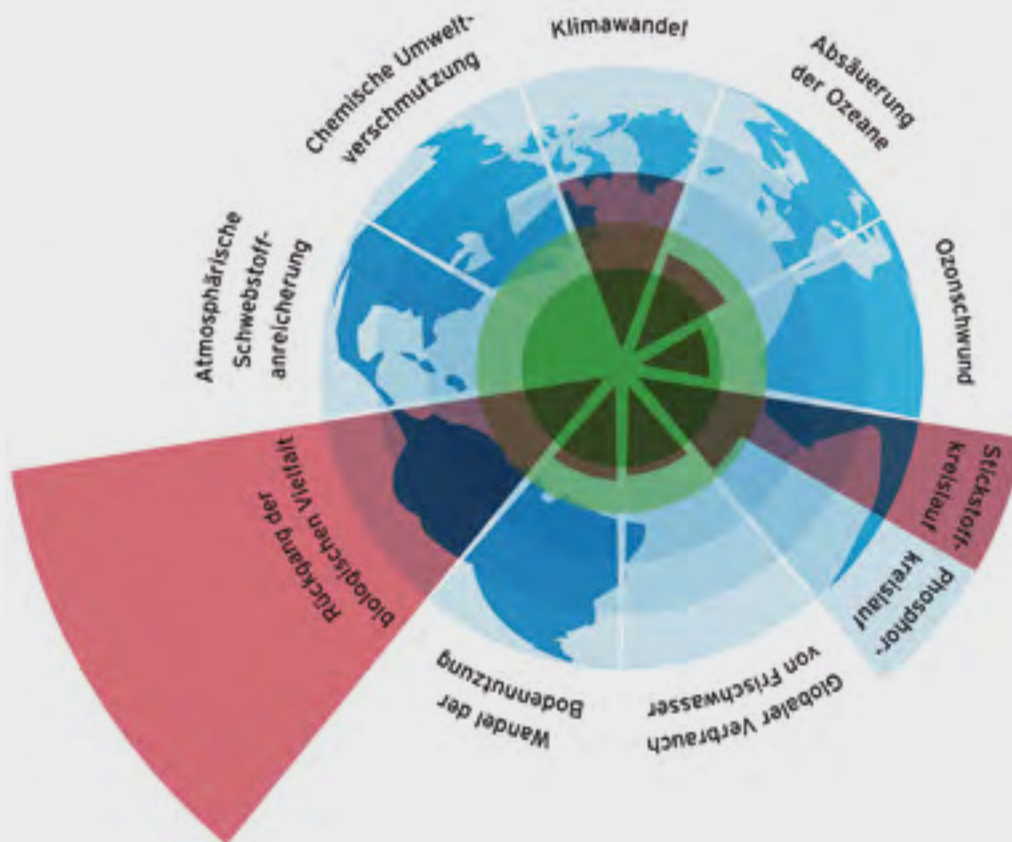 Klimawandel
Absäuerung
der Ozeane
Ozonschwund
Stickstoff-
kreislauf
Phosphor-
kreislauf
Globaler Verbrauch
von Frischwasser
Wandel der
Bodennutzung
Rückgang der
biologischen Vielfalt
Atmosphärische
Schwebstoff-
anreicherung
Chemische Umwelt-
verschmutzung